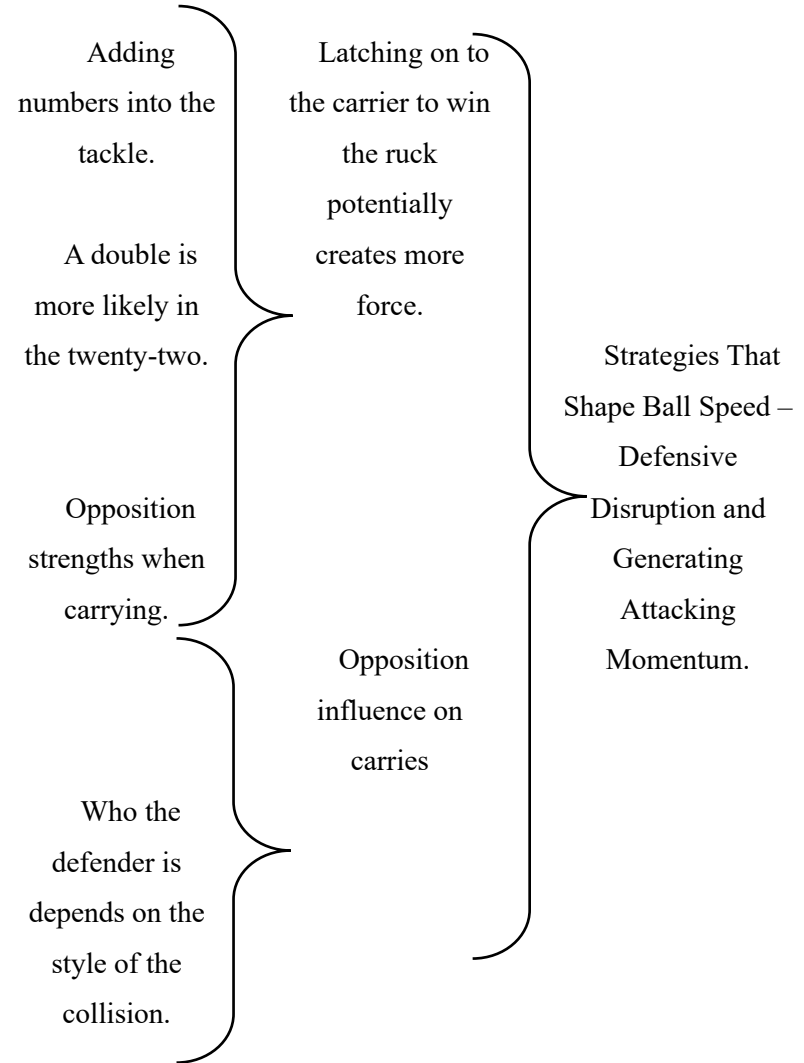 Adding
numbers into the
tackle.
A double is
more likely in
the twenty-two.
Opposition
strengths when
carrying.
Who the
defender is
depends on the
style of the
collision.
Latching on to
the carrier to win
the ruck
potentially
creates more
force.
Opposition
influence on
carries
Strategies That
Shape Ball Speed –
Defensive
Disruption and
Generating
Attacking
Momentum.